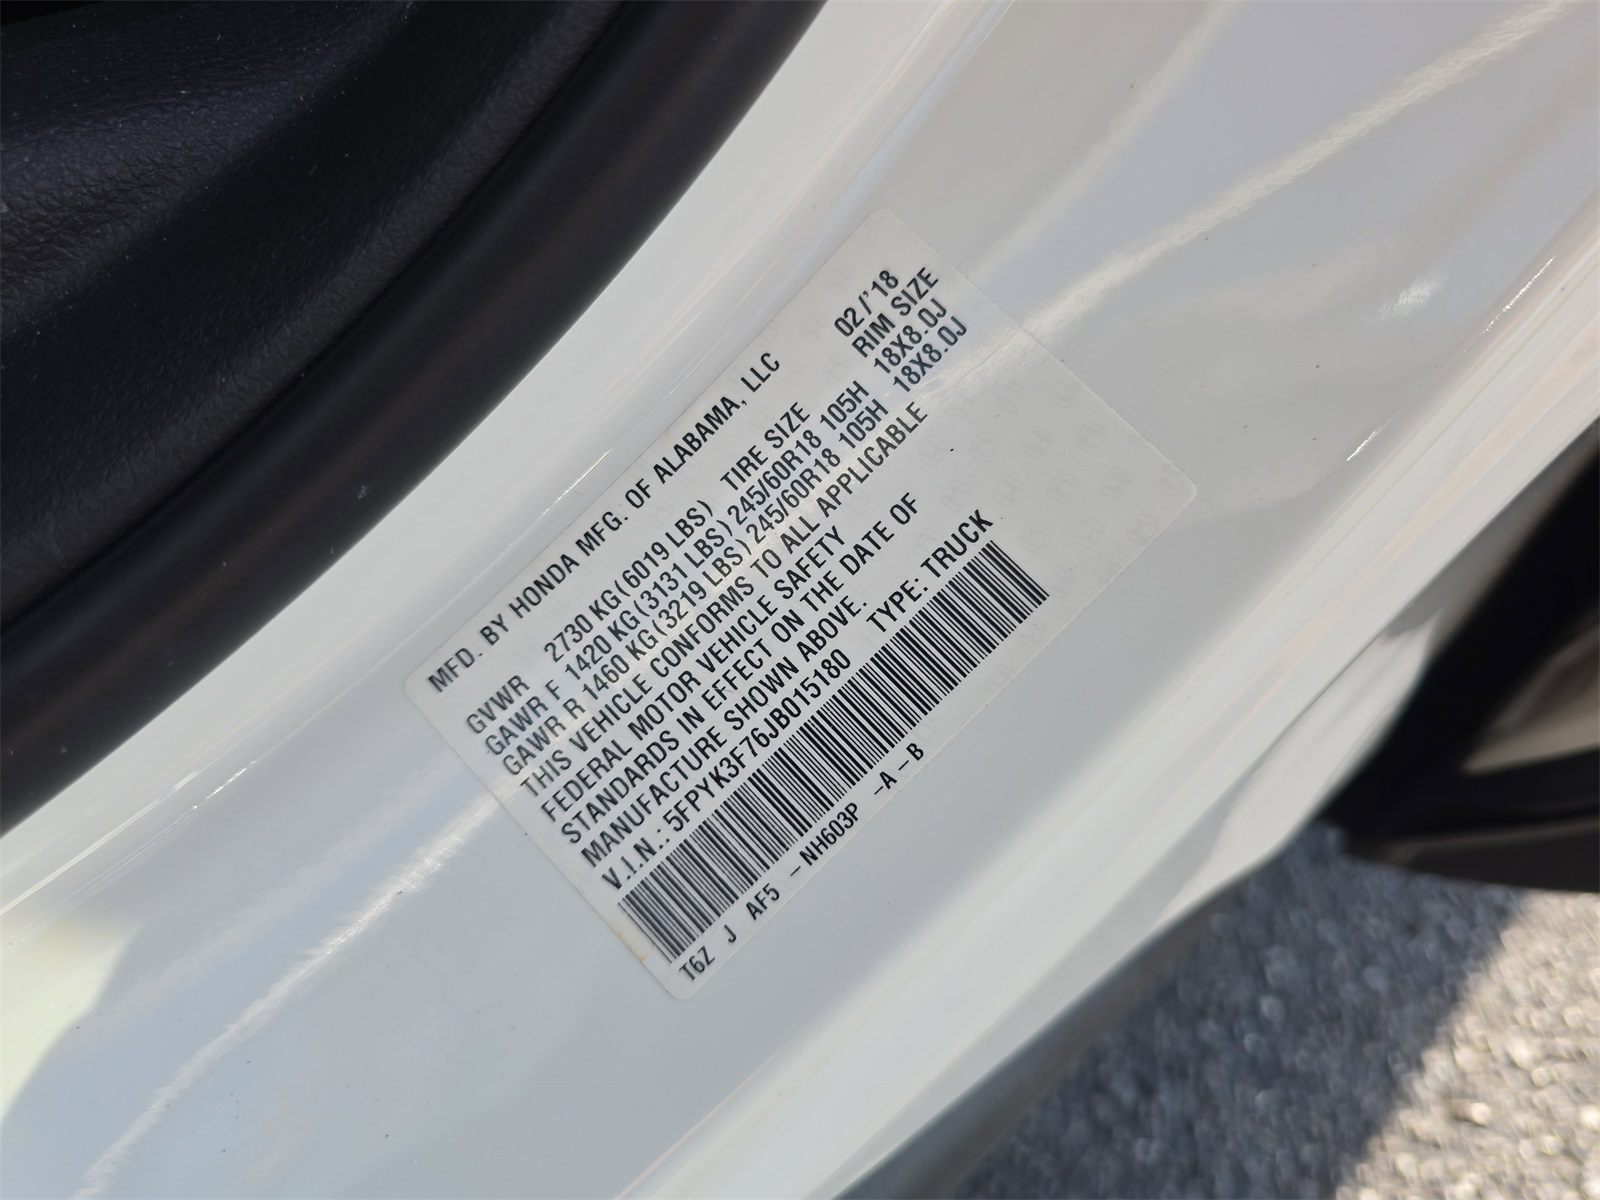 MFD. BY HONDA MFG. OF ALABAMA, LLC 02/'18
GVWR 2730 KG(6019 LBS) TIRE SIZE RIM SIZE
GAWR F 1420 KG(3131 LBS) 245/60R18 105H 18X8.0J
GAWR R 1460 KG(3219 LBS) 245/60R18 105H 18X8.0J
THIS VEHICLE CONFORMS TO ALL APPLICABLE
FEDERAL MOTOR VEHICLE SAFETY
STANDARDS IN EFFECT ON THE DATE OF
MANUFACTURE SHOWN ABOVE.
V.I.N.: 5FPYK3F76JB015180 TYPE: TRUCK
T6Z J AF5 -NH603P -A-B